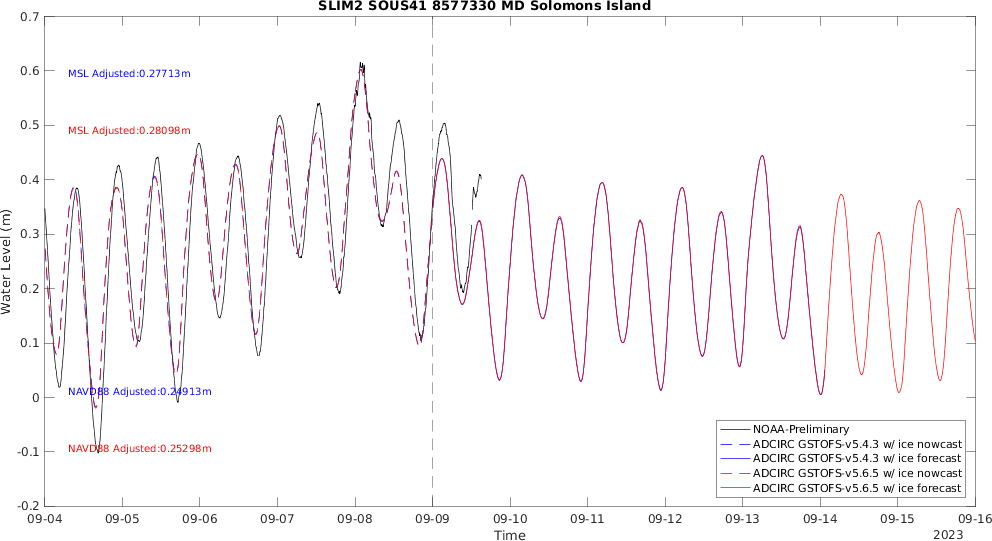 SLIM2 SOUS41 8577330 MD Solomons Island
0.7
0.6
0.5
0.4
0.3
0.2
0.1
0
-0.1
-0.2
Water Level (m)
MSL Adjusted:0.27713m
MSL Adjusted:0.28098m
NAVD88 Adjusted:0.24913m
NAVD88 Adjusted:0.25298m
NOAA-Preliminary
ADCIRC GSTOFS-v5.4.3 w/ ice nowcast
ADCIRC GSTOFS-v5.4.3 w/ ice forecast
ADCIRC GSTOFS-v5.6.5 w/ ice nowcast
ADCIRC GSTOFS-v5.6.5 w/ ice forecast
09-04 09-05 09-06 09-07 09-08 09-09 09-10 09-11 09-12 09-13 09-14 09-15 09-16
Time
2023